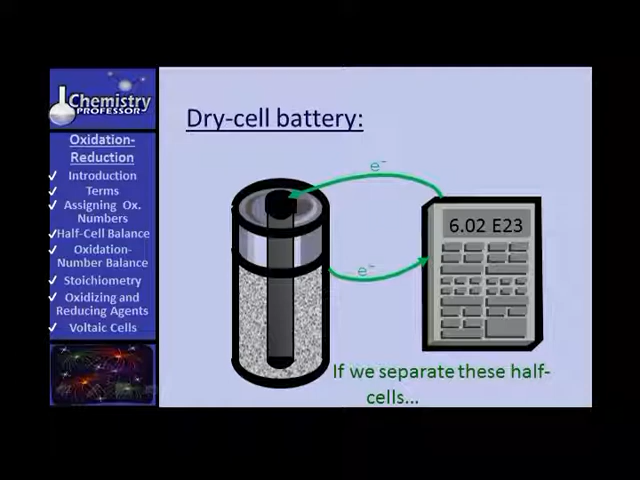 Chemistry
PROFESSOR
Oxidation-
Reduction
✓ Introduction
✓ Terms
✓ Assigning Ox.
Numbers
✓ Half-Cell Balance
✓ Oxidation-
Number Balance
✓ Stoichiometry
✓ Oxidizing and
Reducing Agents
✓ Voltaic Cells
Dry-cell battery:
e⁻
6.02 E23
e⁻
If we separate these half-
cells...